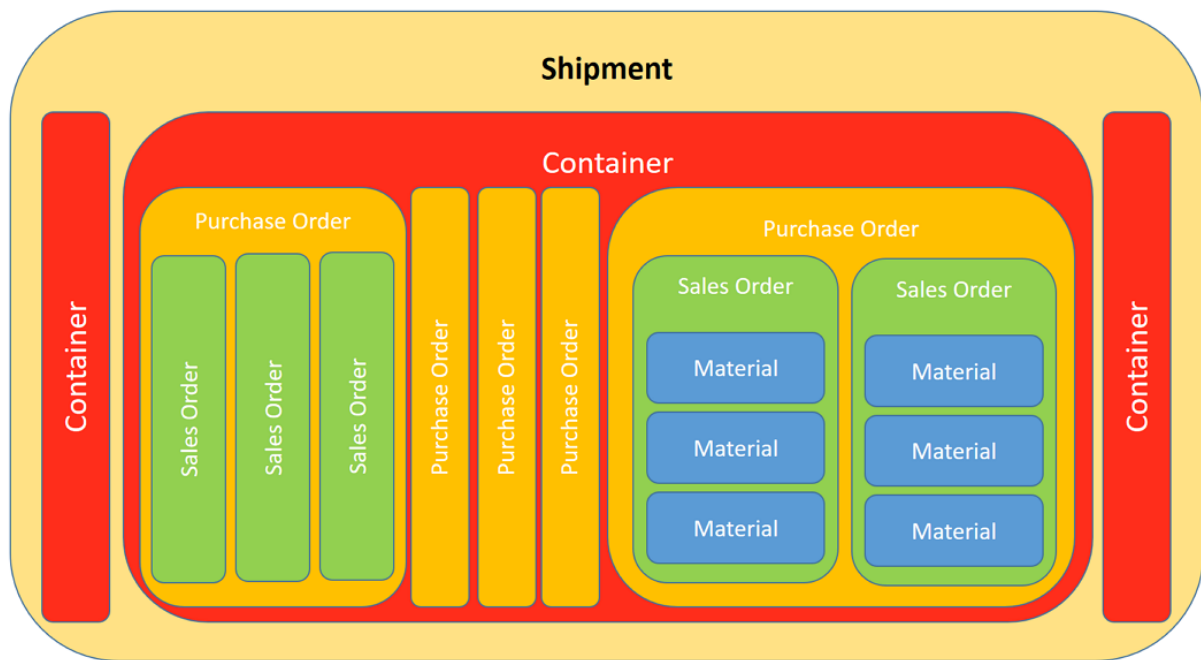 Shipment
Container
Container
Purchase Order
Sales Order
Sales Order
Sales Order
Purchase Order
Purchase Order
Purchase Order
Purchase Order
Sales Order
Material
Material
Material
Sales Order
Material
Material
Material
Container